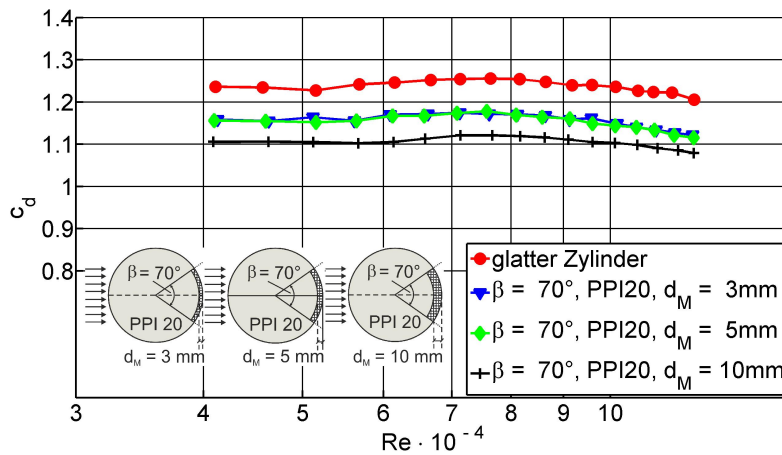 1.4
1.3
1.2
1.1
1
0.9
0.8
c_d
β = 70°
β = 70°
β = 70°
PPI 20
PPI 20
PPI 20
d_M = 3 mm
d_M = 5 mm
d_M = 10 mm
glatter Zylinder
β = 70°, PPI20, d_M = 3mm
β = 70°, PPI20, d_M = 5mm
β = 70°, PPI20, d_M = 10mm
3 4 5 6 7 8 9 10
Re · 10⁻⁴